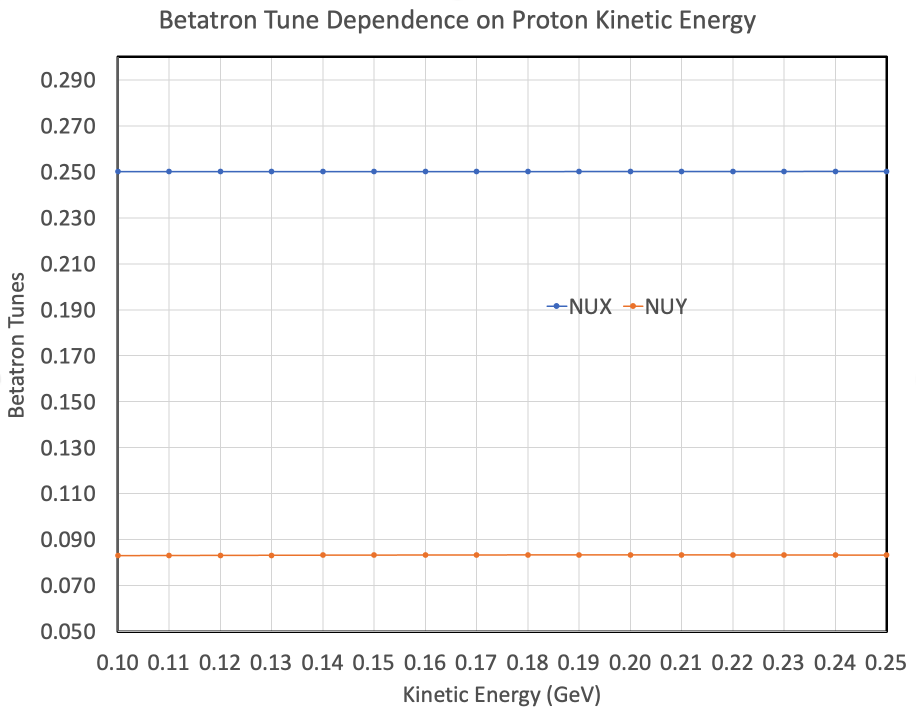 Betatron Tune Dependence on Proton Kinetic Energy
0.290
0.270
0.250
0.230
0.210
0.190
0.170
0.150
0.130
0.110
0.090
0.070
0.050
Betatron Tunes
NUX NUY
0.10 0.11 0.12 0.13 0.14 0.15 0.16 0.17 0.18 0.19 0.20 0.21 0.22 0.23 0.24 0.25
Kinetic Energy (GeV)